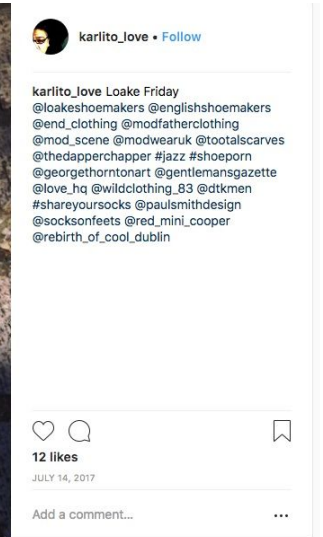 karlito_love • Follow
karlito_love Loake Friday
@loakeshoemakers @englishshoemakers
@end_clothing @modfatherclothing
@mod_scene @modwearuk @tootalscarves
@thedapperchapper #jazz #shoeporn
@georgethorntonart @gentlemansgazette
@love_hq @wildclothing_83 @dtkmen
#shareyoursocks @paulsmithdesign
@socksonfeets @red_mini_cooper
@rebirth_of_cool_dublin
12 likes
JULY 14, 2017
Add a comment...